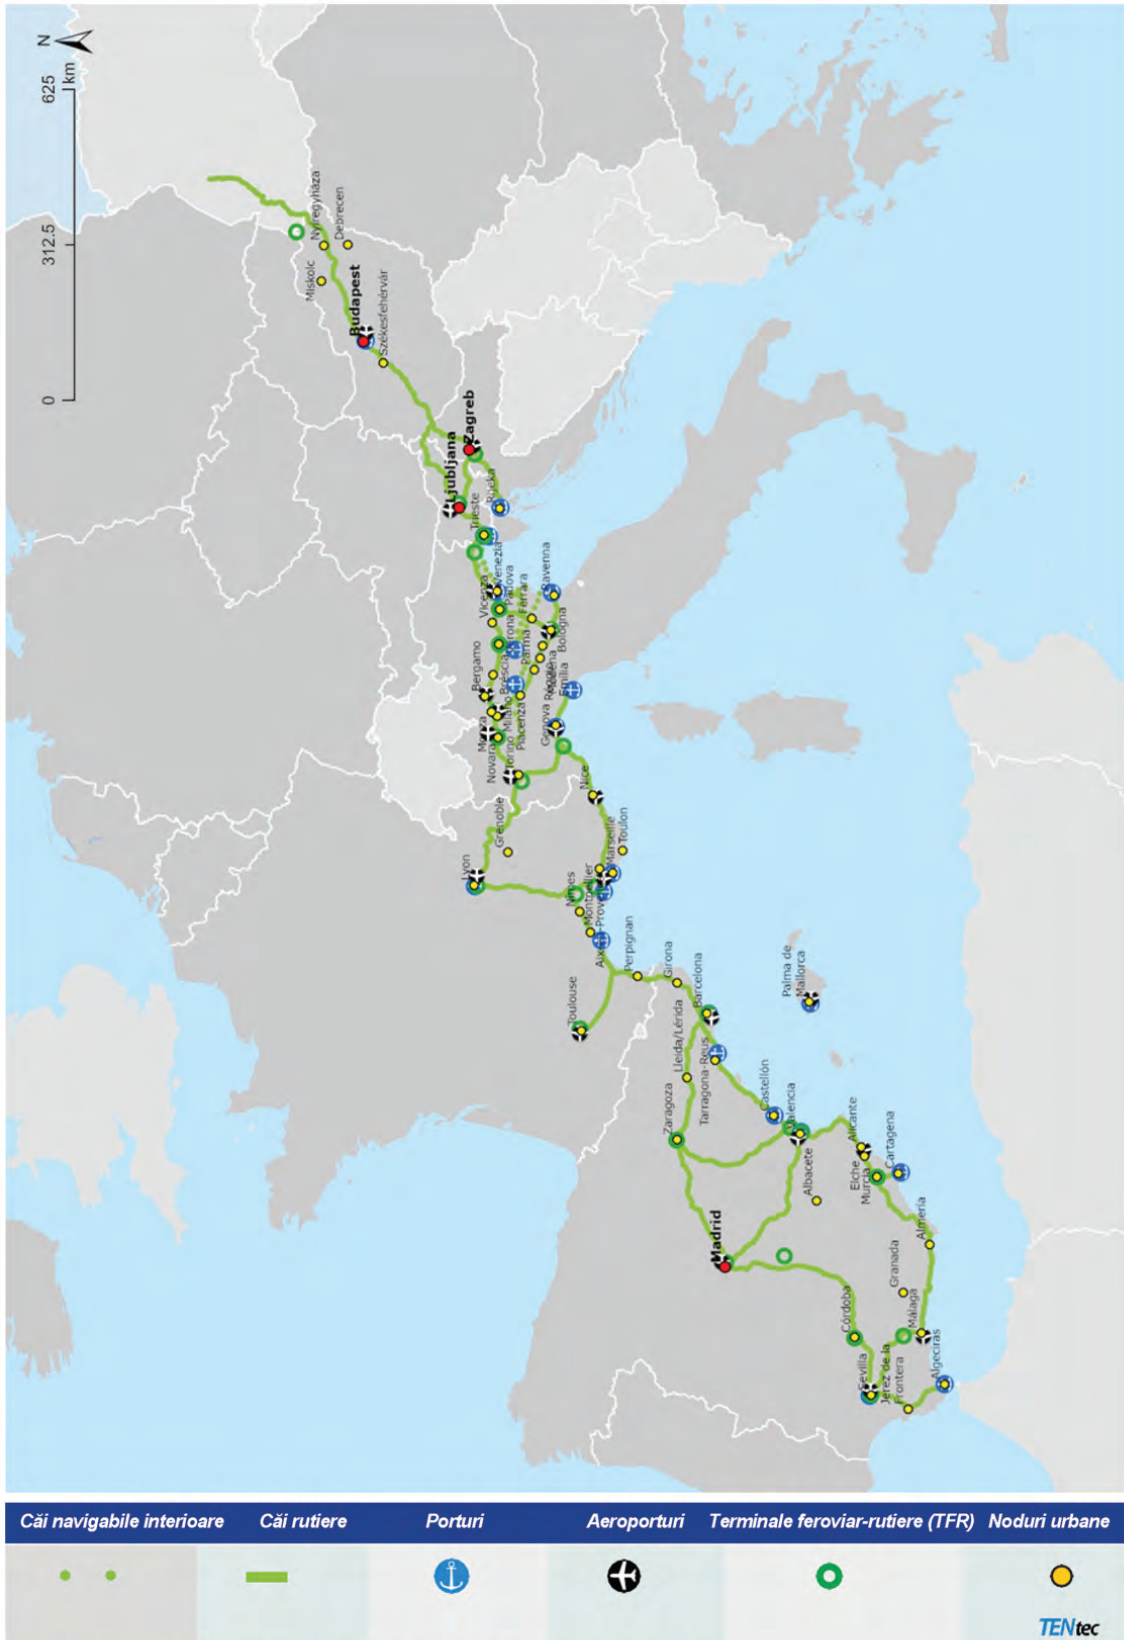 N
625
km
312.5
0
Nyíregyháza
Debrecen
Miskolc
Budapest
Székesfehérvár
Zagreb
Ljubljana
Rijeka
Trieste
Venezia
Ravenna
Vicenza
Padova
Ferrara
Bologna
Parma
Bergamo
Brescia
Modena
Reggio
Emilia
Milano
Piacenza
Genova
Novara
Torino
Nice
Grenoble
Toulon
Marseille
Lyon
Nîmes
Montpellier
Perpignan
Girona
Toulouse
Barcelona
Palma de
Mallorca
Lleida/Lérida
Tarragona-Reus
Castellón
Zaragoza
Valencia
Alicante
Cartagena
Albacete
Elche
Murcia
Almería
Madrid
Granada
Córdoba
Málaga
Sevilla
Jerez de la
Frontera
Algeciras
Căi navigabile interioare
Căi rutiere
Porturi
Aeroporturi
Terminale feroviar-rutiere (TFR)
Noduri urbane
TENtec